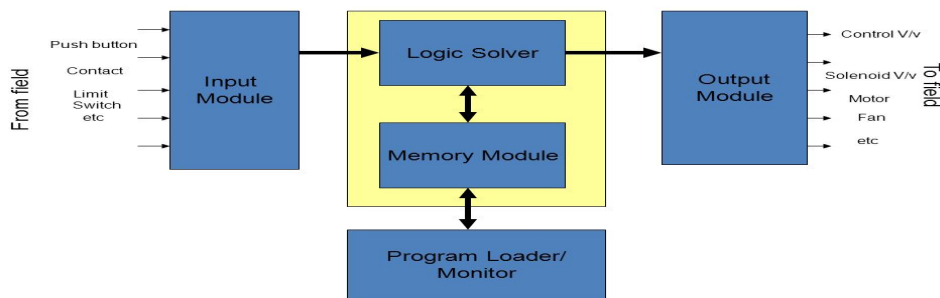 From field
Push button
Contact
Limit
Switch
etc
Input
Module
Logic Solver
Memory Module
Program Loader/
Monitor
Output
Module
Control V/v
Solenoid V/v
Motor
Fan
etc
To field